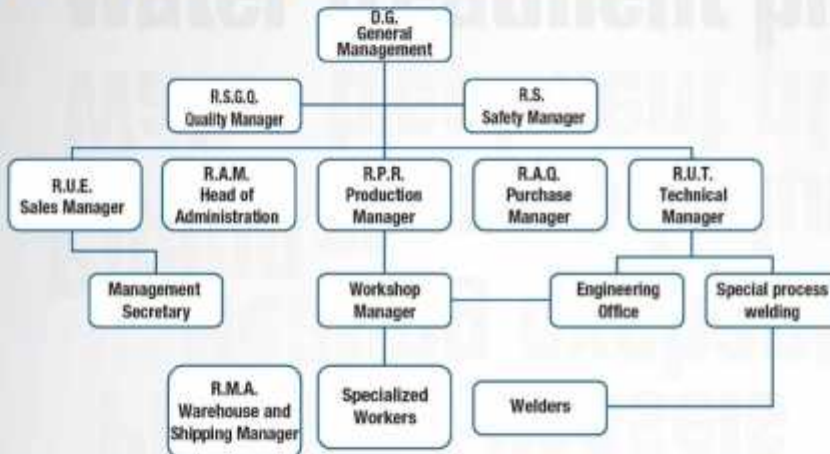 D.G.
General
Management
R.S.G.Q.
Quality Manager
R.S.
Safety Manager
R.U.E.
Sales Manager
R.A.M.
Head of
Administration
R.P.R.
Production
Manager
R.A.Q.
Purchase
Manager
R.U.T.
Technical
Manager
Management
Secretary
Workshop
Manager
Engineering
Office
Special process
welding
R.M.A.
Warehouse and
Shipping Manager
Specialized
Workers
Welders